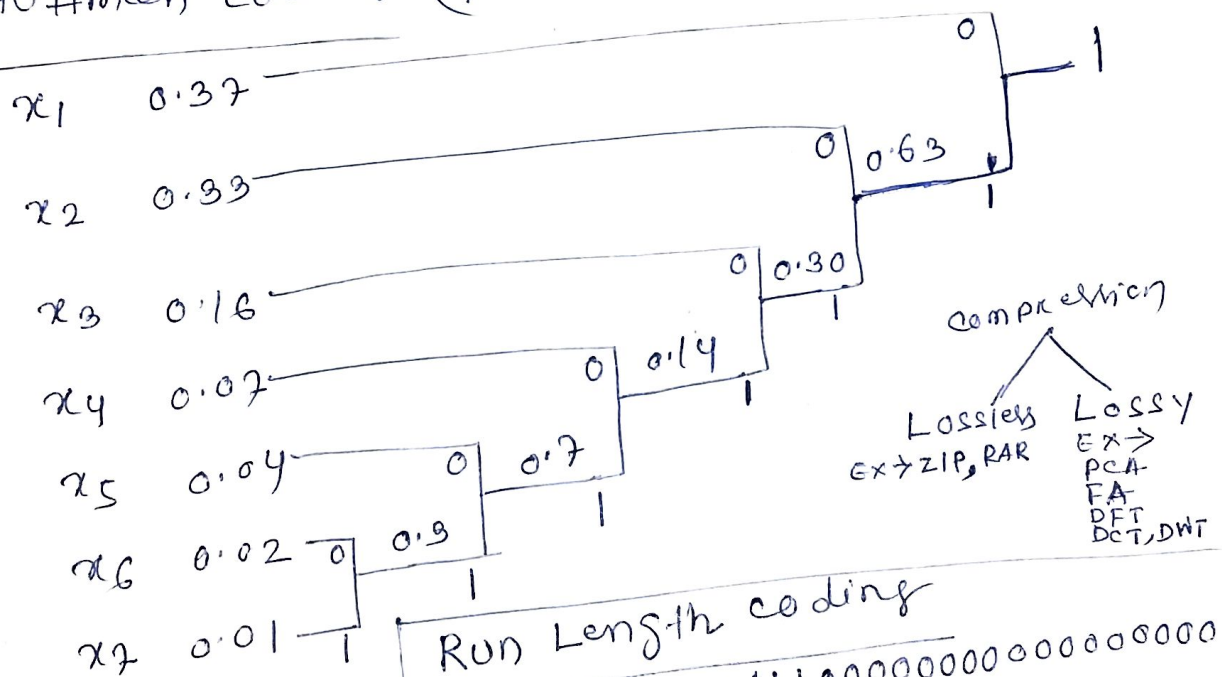 Huffman
x1 0.37 0 1
x2 0.33 0 0.63 1
x3 0.16 0 0.30 1
x4 0.07 0 0.14 1
x5 0.04 0 0.7 1
x6 0.02 0 0.3 1
x7 0.01 1
compression
Lossless Lossy
Ex→ZIP, RAR Ex→
PCA
FA
DFT
DCT, DWT
Run Length coding